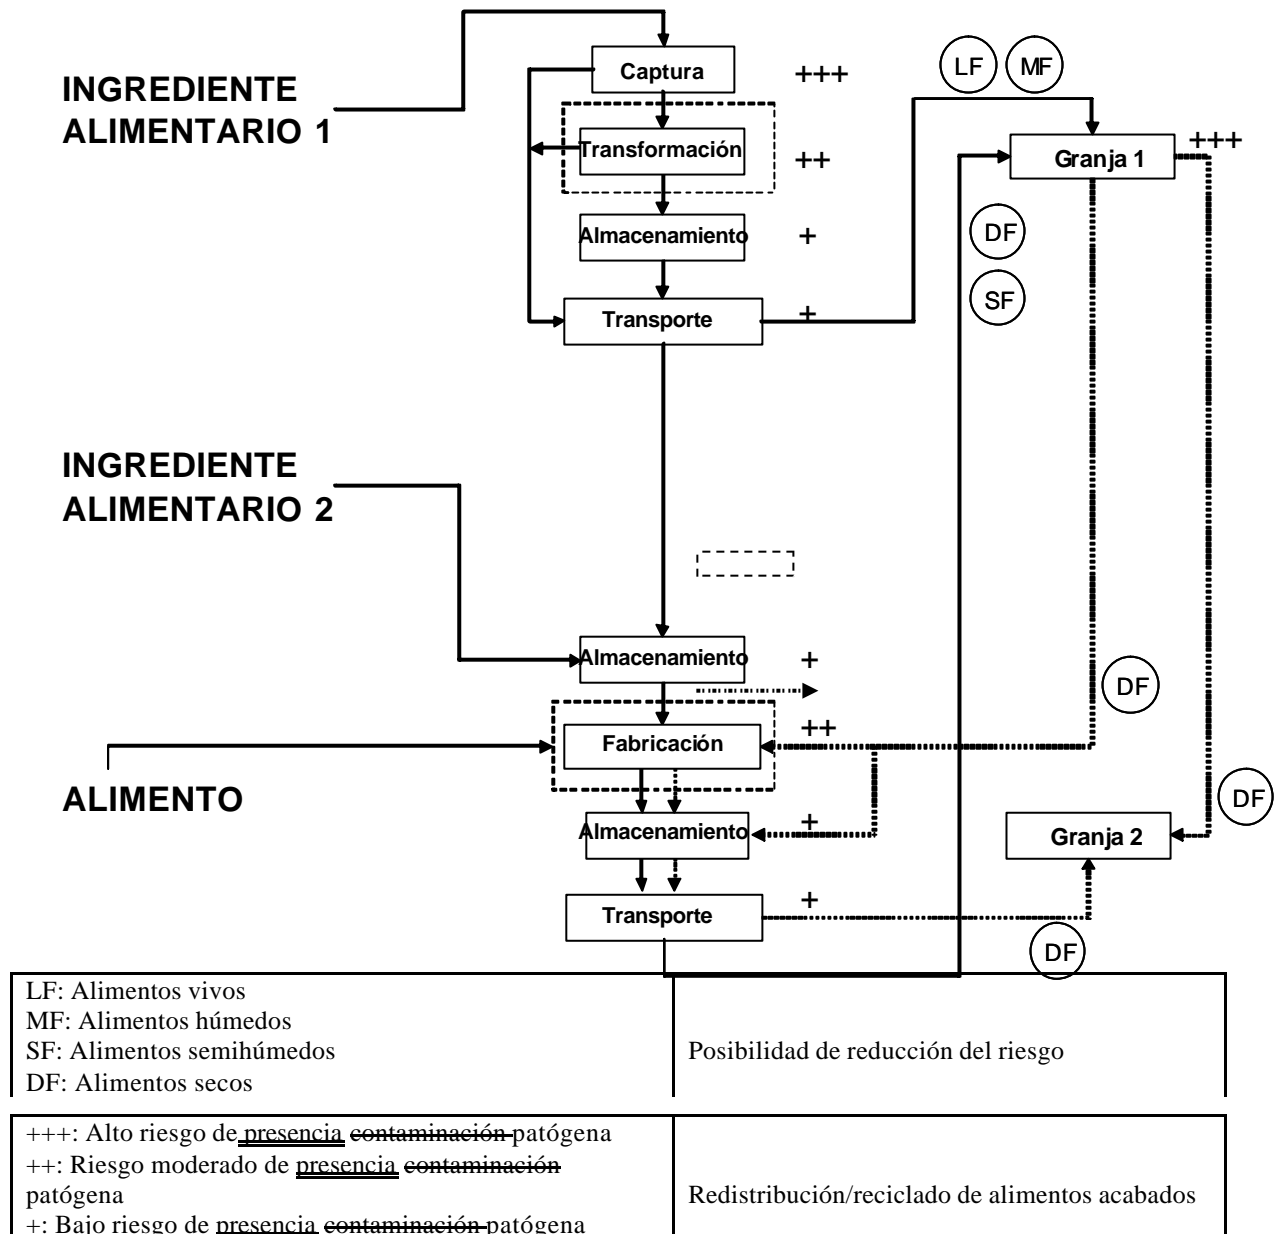 INGREDIENTE
ALIMENTARIO 1
Captura
+++
Transformación
++
Almacenamiento
+
Transporte
+
LF
MF
Granja 1
+++
DF
SF
INGREDIENTE
ALIMENTARIO 2
Almacenamiento
+
DF
Fabricación
++
ALIMENTO
Almacenamiento
+
DF
Granja 2
Transporte
+
DF
LF: Alimentos vivos
MF: Alimentos húmedos
SF: Alimentos semihúmedos
DF: Alimentos secos
Posibilidad de reducción del riesgo
+++: Alto riesgo de presencia contaminación patógena
++: Riesgo moderado de presencia contaminación
patógena
+: Bajo riesgo de presencia contaminación patógena
Redistribución/reciclado de alimentos acabados